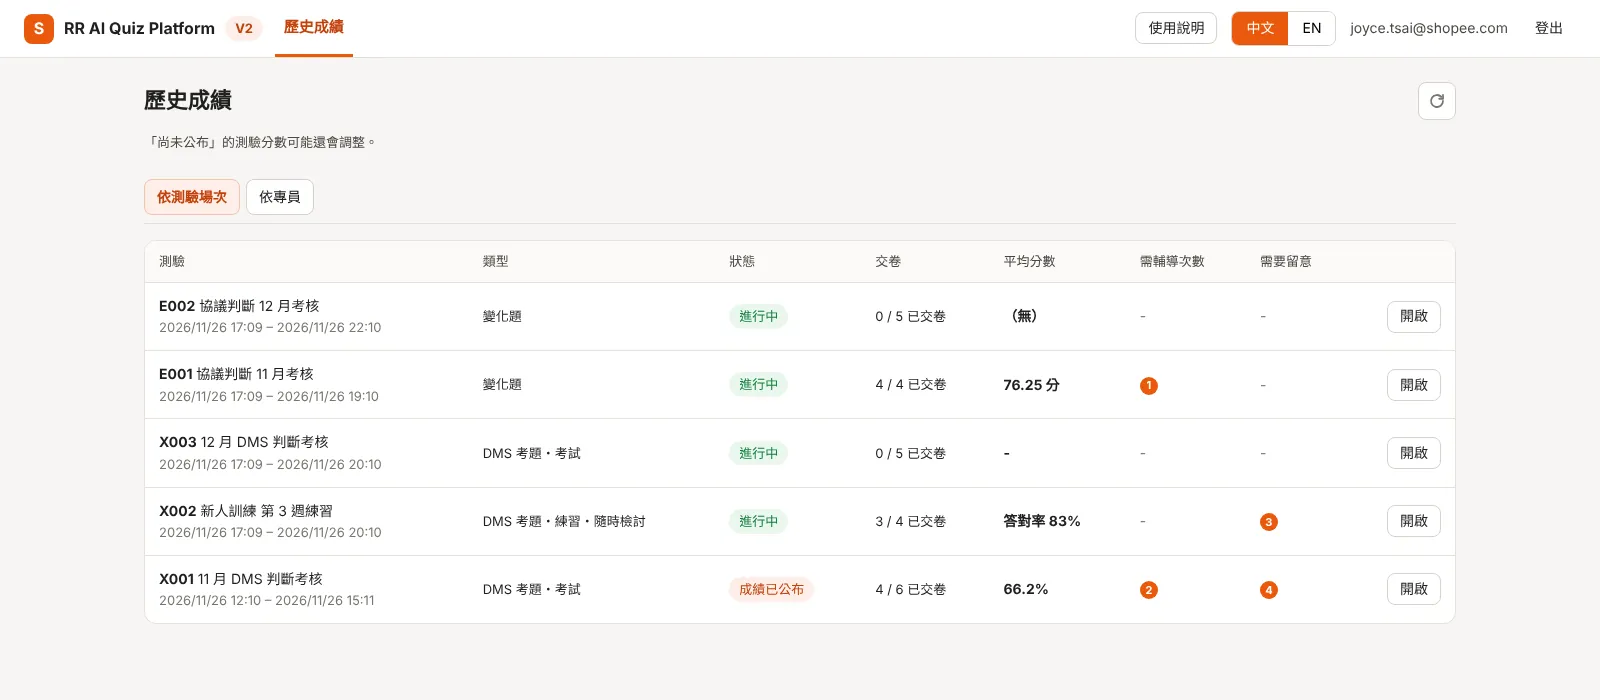 S RR AI Quiz Platform V2 歷史成績 使用說明 中文 EN joyce.tsai@shopee.com 登出
歷史成績
「尚未公布」的測驗分數可能還會調整。
依測驗場次 依專員
測驗 類型 狀態 交卷 平均分數 需輔導次數 需要留意
E002 協議判斷 12 月考核
2026/11/26 17:09 – 2026/11/26 22:10
變化題 進行中 0 / 5 已交卷 （無） - - 開啟
E001 協議判斷 11 月考核
2026/11/26 17:09 – 2026/11/26 19:10
變化題 進行中 4 / 4 已交卷 76.25 分 1 - 開啟
X003 12 月 DMS 判斷考核
2026/11/26 17:09 – 2026/11/26 20:10
DMS 考題・考試 進行中 0 / 5 已交卷 - - - 開啟
X002 新人訓練 第 3 週練習
2026/11/26 17:09 – 2026/11/26 20:10
DMS 考題・練習・隨時檢討 進行中 3 / 4 已交卷 答對率 83% - 3 開啟
X001 11 月 DMS 判斷考核
2026/11/26 12:10 – 2026/11/26 15:11
DMS 考題・考試 成績已公布 4 / 6 已交卷 66.2% 2 4 開啟